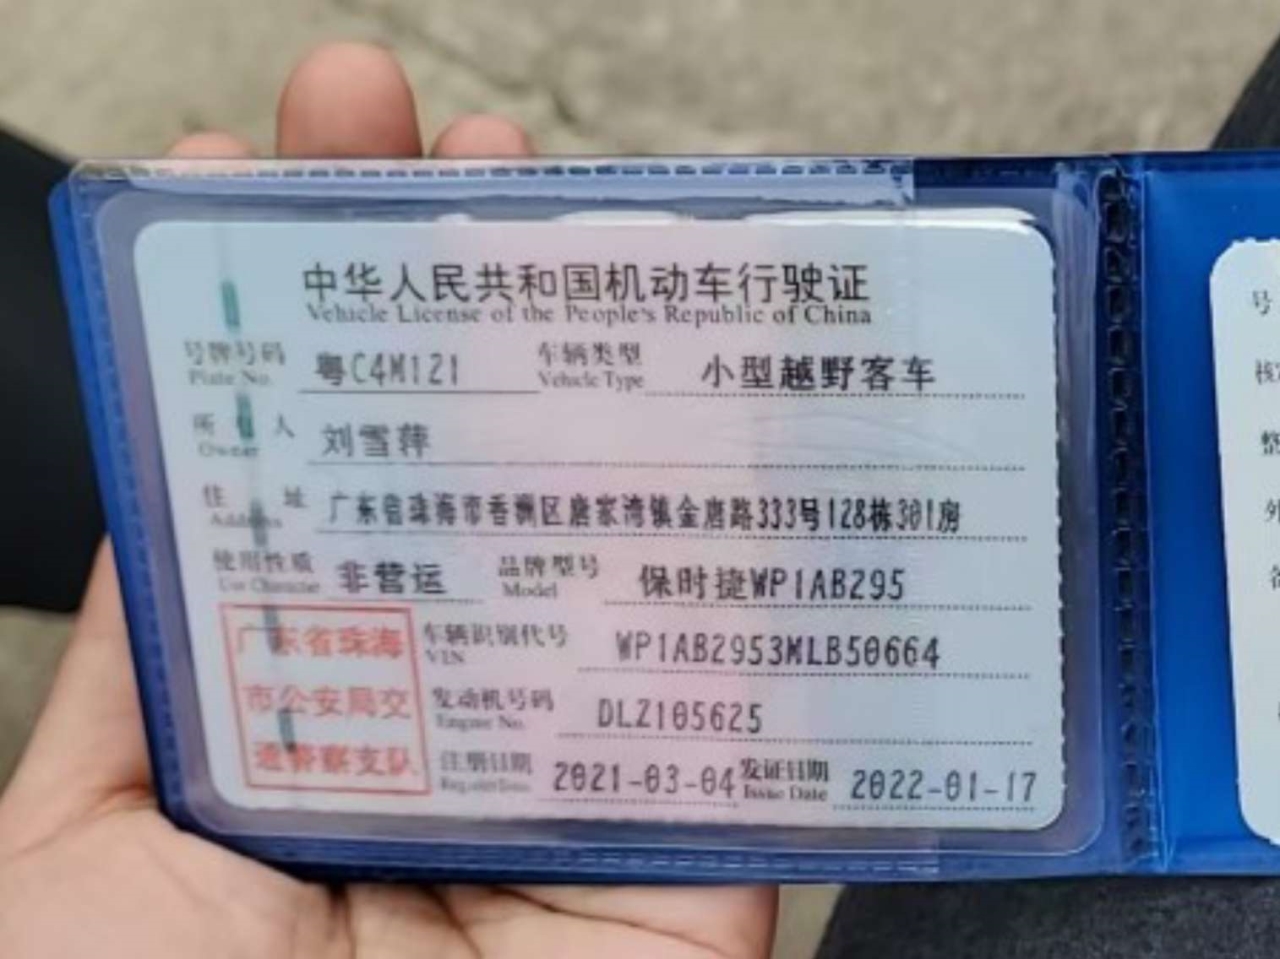 中华人民共和国机动车行驶证
Vehicle License of the People's Republic of China
号牌号码 粤C4M121 车辆类型 小型越野客车
Plate No. Vehicle Type
所 人 刘雪萍
Owner
住 址 广东省珠海市香洲区唐家湾镇金唐路333号128栋301房
Address
使用性质 非营运 品牌型号 保时捷WP1AB295
Use Character Model
广东省珠海
市公安局交
通警察支队
车辆识别代号 WP1AB2953MLB50664
VIN
发动机号码 DLZ105625
Engine No.
注册日期 2021-03-04 发证日期 2022-01-17
Register Date Issue Date
号
核
整
外